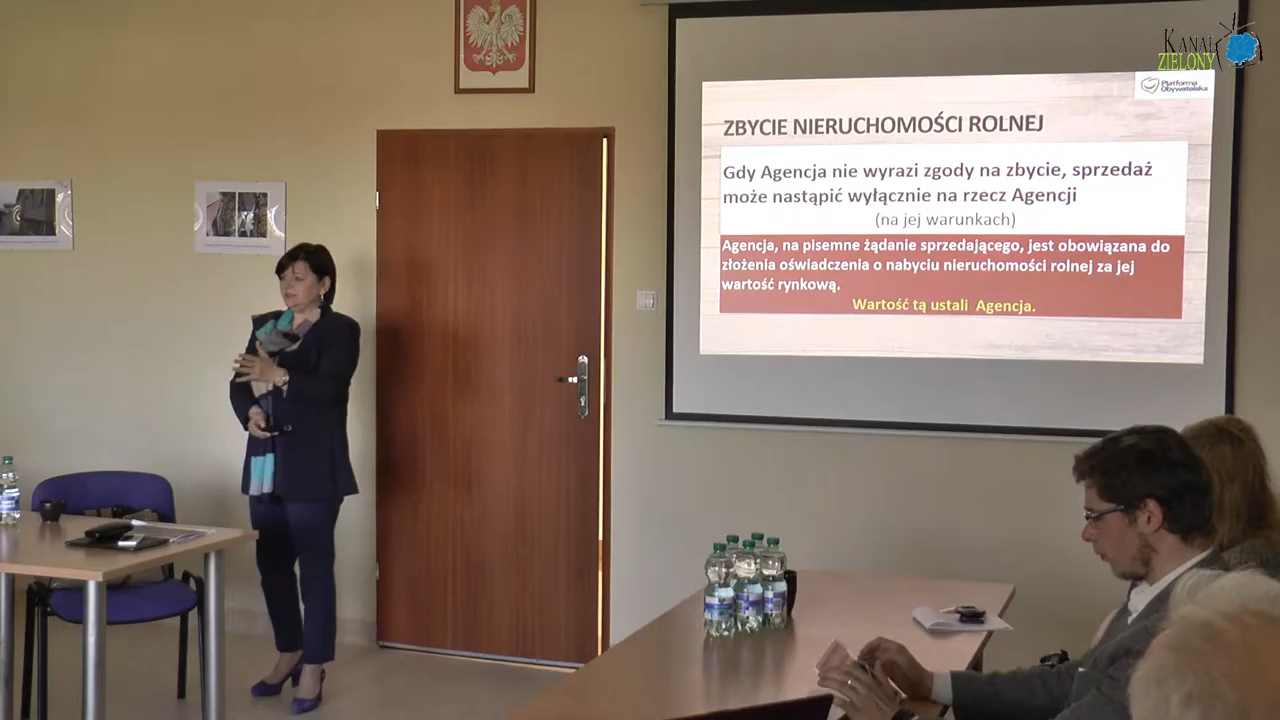 KANAŁ
ZIELONY
Platforma
Obywatelska
ZBYCIE NIERUCHOMOŚCI ROLNEJ
Gdy Agencja nie wyrazi zgody na zbycie, sprzedaż
może nastąpić wyłącznie na rzecz Agencji
(na jej warunkach)
Agencja, na pisemne żądanie sprzedającego, jest obowiązana do
złożenia oświadczenia o nabyciu nieruchomości rolnej za jej
wartość rynkową.
Wartość tą ustali Agencja.